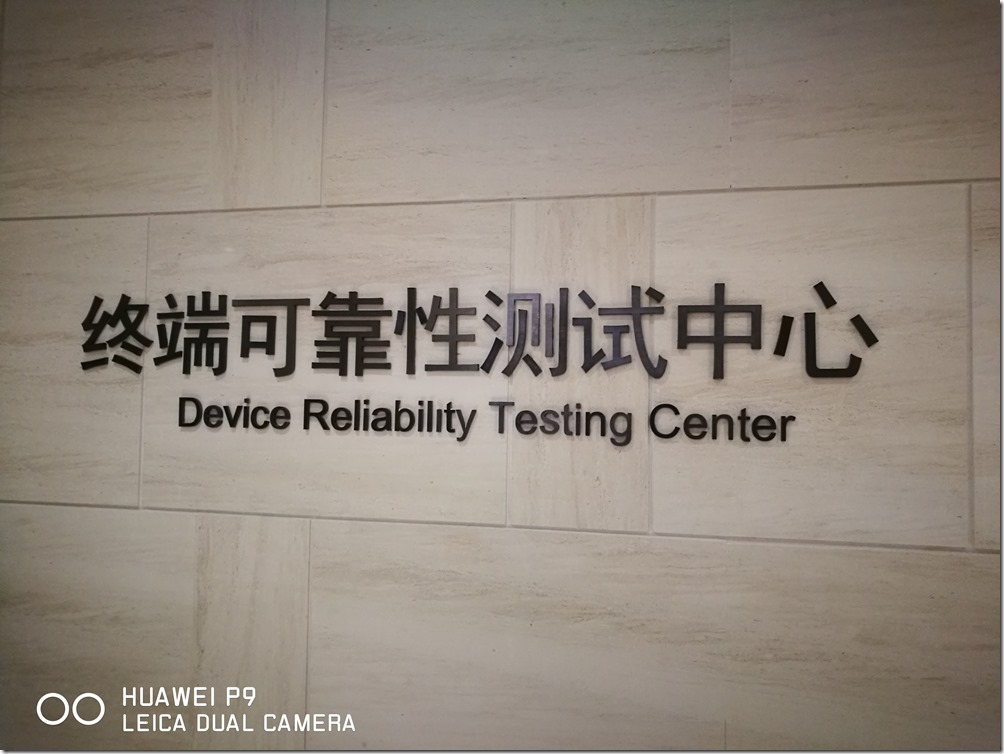 终端可靠性测试中心
Device Reliability Testing Center
HUAWEI P9
LEICA DUAL CAMERA